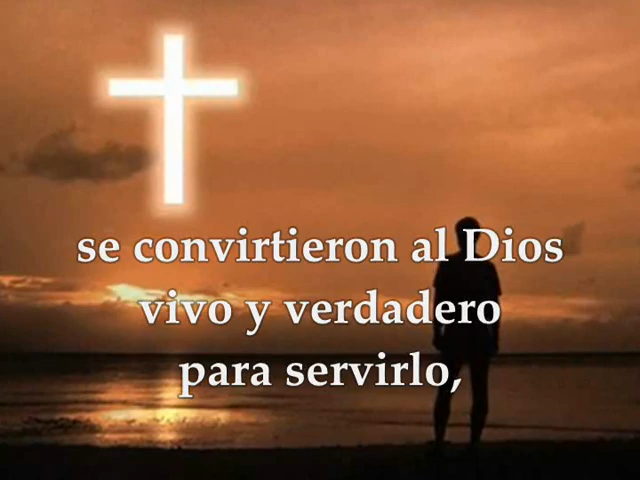 se convirtieron al Dios
vivo y verdadero
para servirlo,